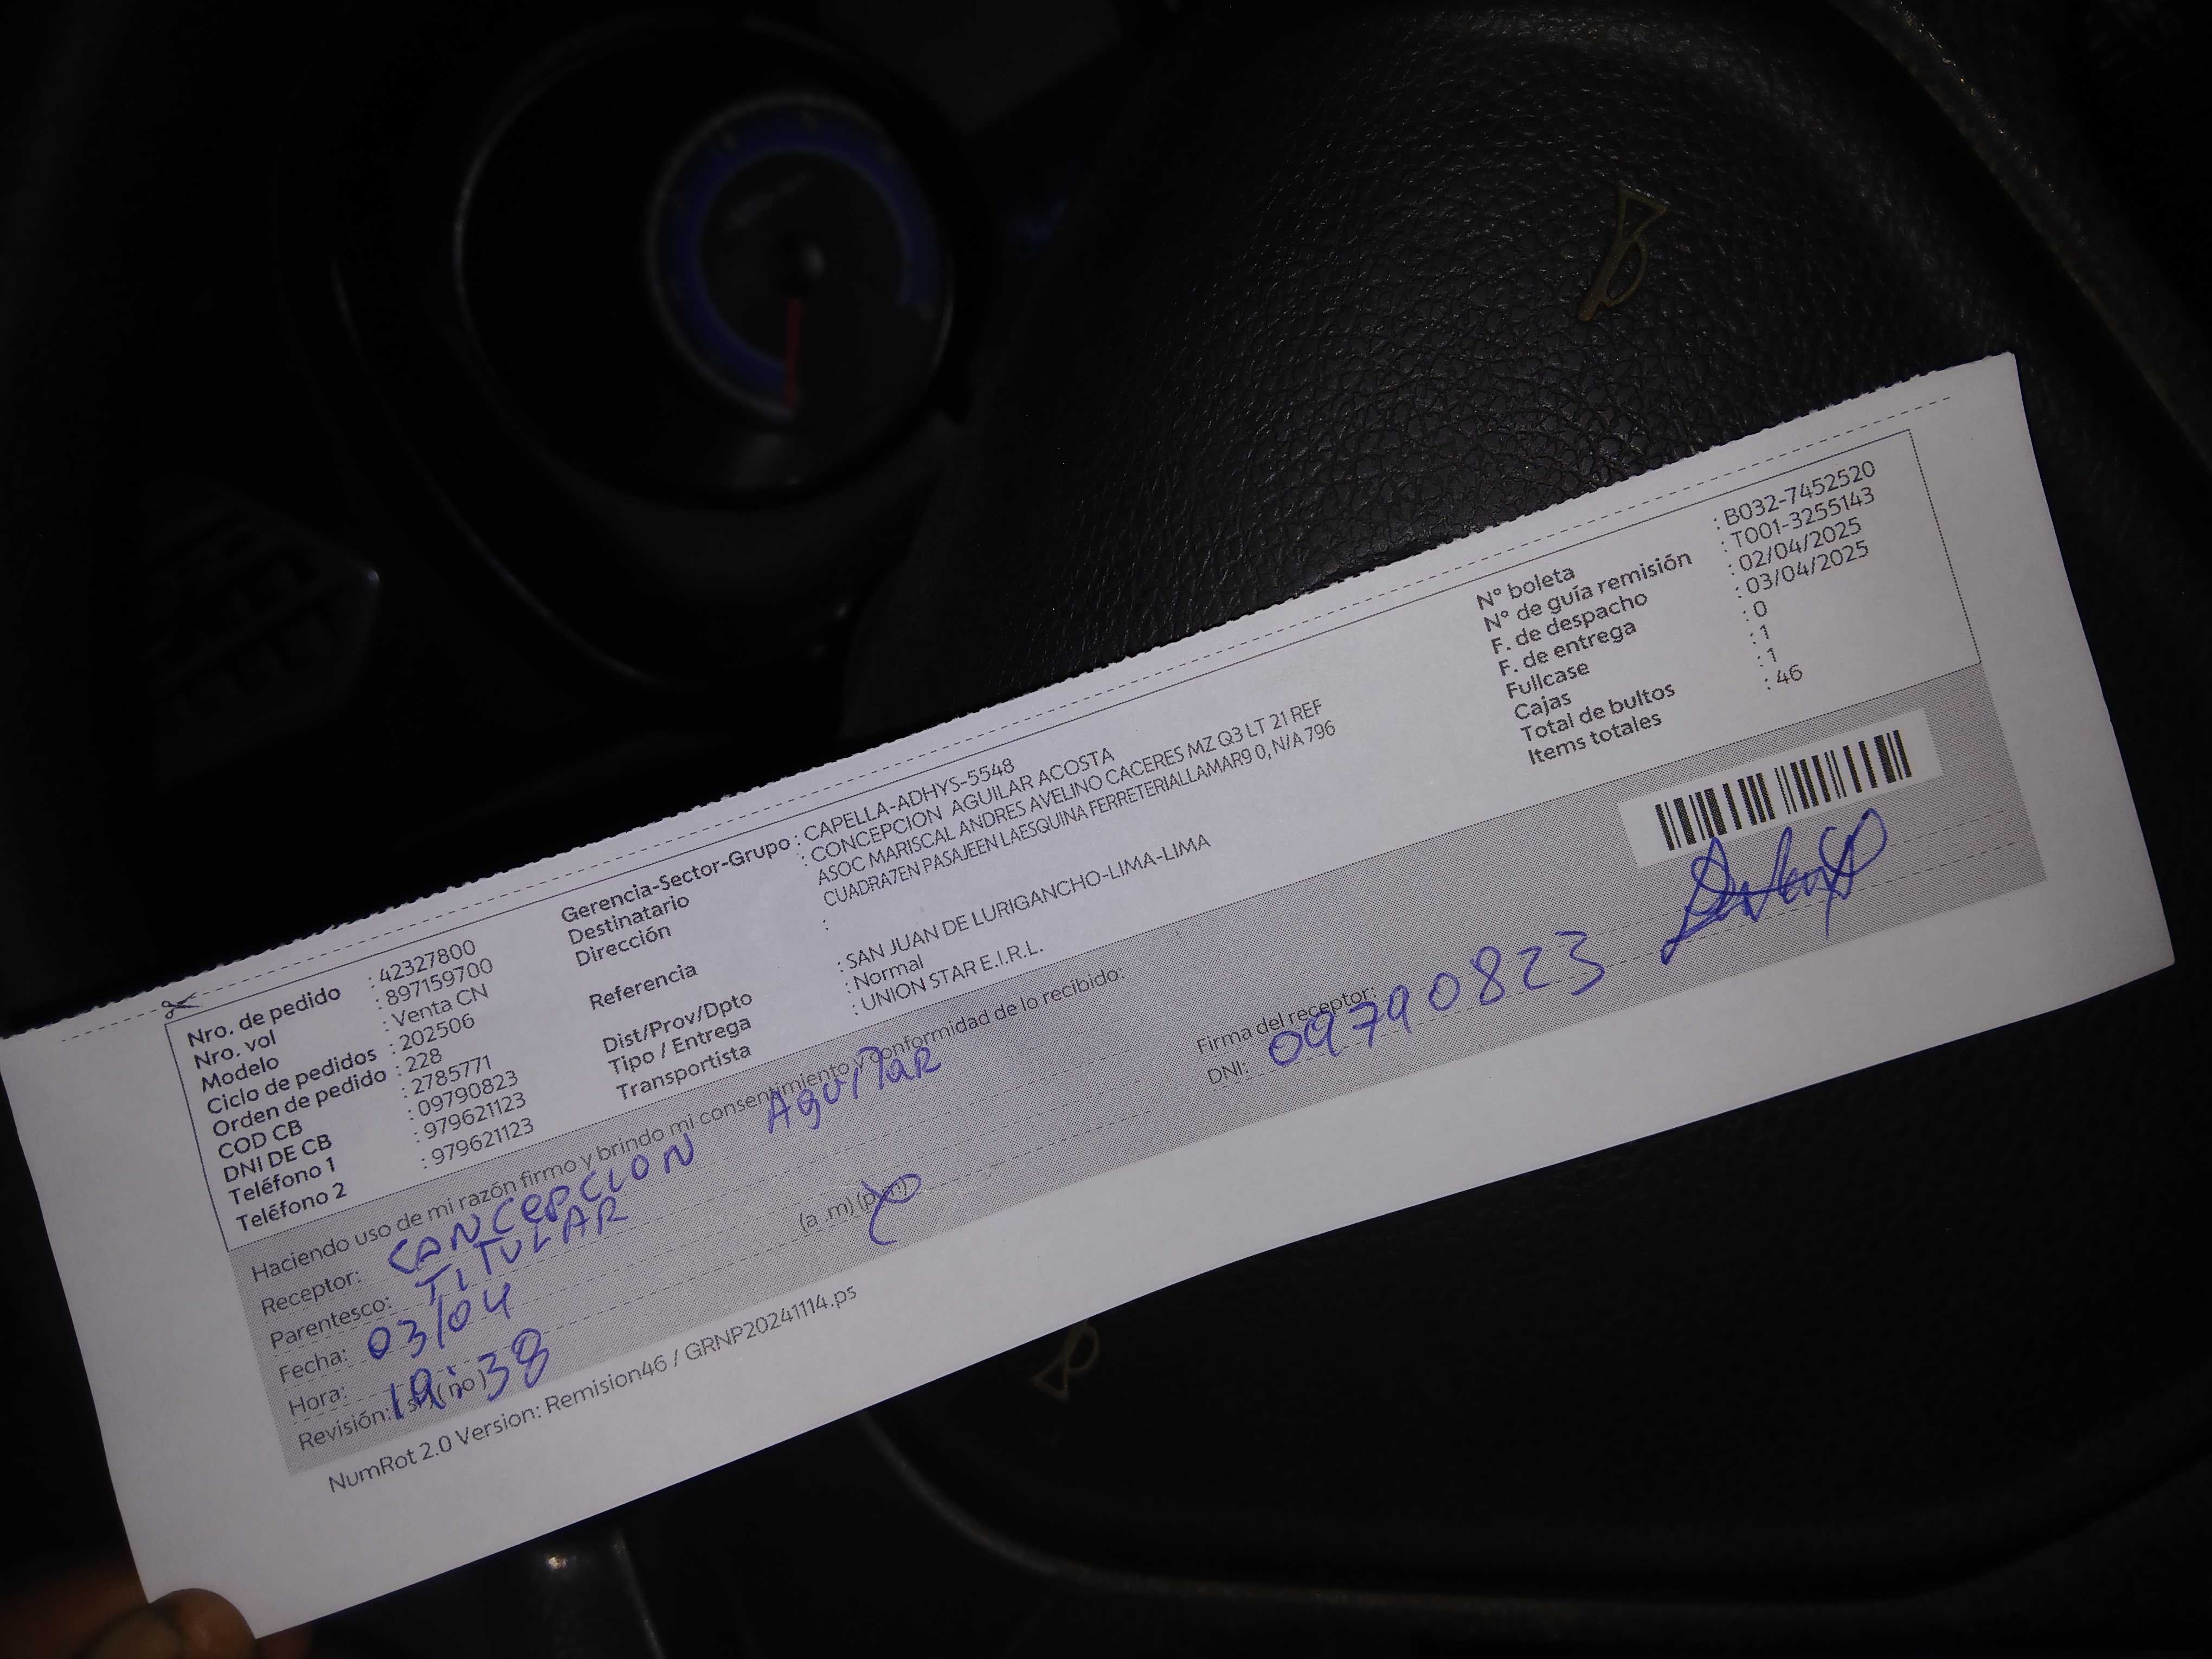 Nro. de pedido : 42327800
Nro. vol : 897159700
Modelo : Venta CN
Ciclo de pedidos : 202506
Orden de pedido : 228
COD CB : 2785771
DNI DE CB : 09790823
Teléfono 1 : 979621123
Teléfono 2 : 979621123
Gerencia-Sector-Grupo : CAPELLA-ADHYS-5548
Destinatario : CONCEPCION AGUILAR ACOSTA
Dirección ASOC MARISCAL ANDRES AVELINO CACERES MZ Q3 LT 21 REF
CUADRA7EN PASAJEEN LAESQUINA FERRETERIALLAMAR9 0, N/A 796
Referencia :
Dist/Prov/Dpto : SAN JUAN DE LURIGANCHO-LIMA-LIMA
Tipo / Entrega : Normal
Transportista : UNION STAR E.I.R.L.
N° boleta : B032-7452520
N° de guía remisión : T001-3255143
F. de despacho : 02/04/2025
F. de entrega : 03/04/2025
Fullcase : 0
Cajas : 1
Total de bultos : 1
Items totales : 46
Haciendo uso de mi razón firmo y brindo mi consentimiento y conformidad de lo recibido:
Receptor: CONCEPCION AGUILAR
Parentesco: TITULAR
Fecha: 03/04
Hora: (a .m) (p.m)
Revisión: (si) (no)
Firma del receptor:
DNI: 09790823
NumRot 2.0 Version: Remision46 / GRNP20241114.ps